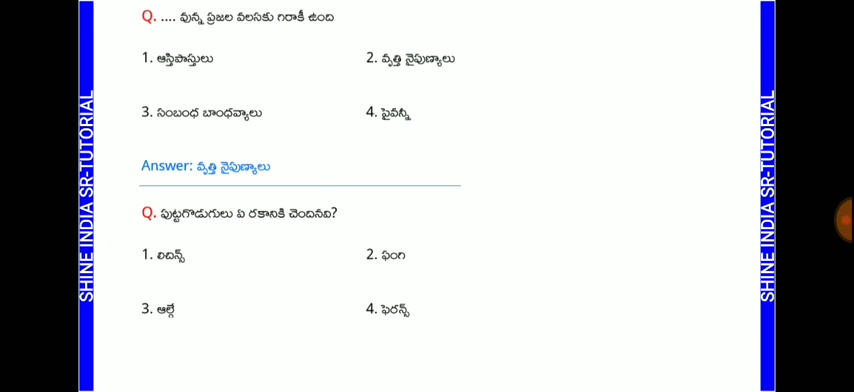 Q. .... వున్న ప్రజల వలసకు గిరాకీ ఉంది
1. ఆస్తిపాస్తులు 2. వృత్తి నైపుణ్యాలు
3. సంబంధ బాంధవ్యాలు 4. పైవన్నీ
Answer: వృత్తి నైపుణ్యాలు
Q. పుట్టగొడుగులు ఏ రకానికి చెందినవి?
1. లిచిన్స్ 2. ఫంగి
3. ఆల్గే 4. ఫెరన్స్
SHINE INDIA SR-TUTORIAL
SHINE INDIA SR-TUTORIAL